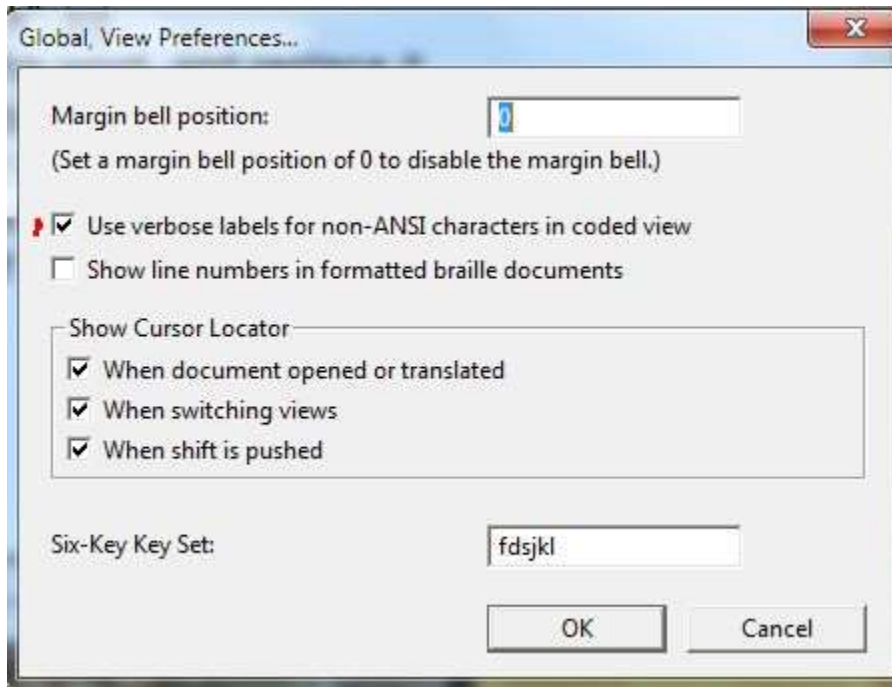 Global, View Preferences...
Margin bell position:
0
(Set a margin bell position of 0 to disable the margin bell.)
Use verbose labels for non-ANSI characters in coded view
Show line numbers in formatted braille documents
Show Cursor Locator
When document opened or translated
When switching views
When shift is pushed
Six-Key Key Set:
fdsjkl
OK
Cancel